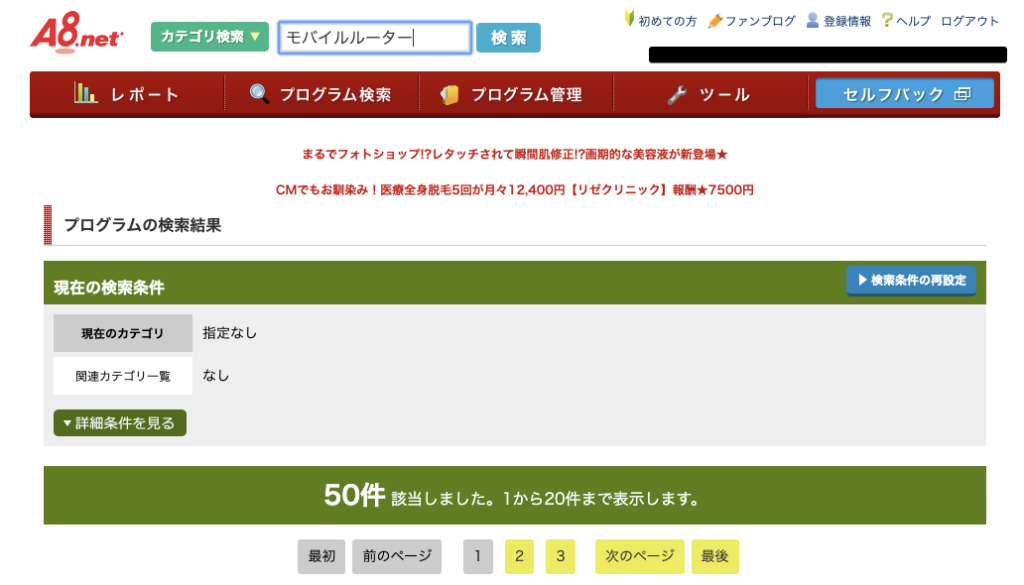 初めての方 ファンブログ 登録情報 ヘルプ ログアウト
A8.net カテゴリ検索 ▼ モバイルルーター 検索
レポート プログラム検索 プログラム管理 ツール セルフバック
まるでフォトショップ!?レタッチされて瞬間肌修正!?画期的な美容液が新登場★
CMでもお馴染み！医療全身脱毛5回が月々12,400円【リゼクリニック】報酬★7500円
プログラムの検索結果
現在の検索条件 ▶検索条件の再設定
現在のカテゴリ 指定なし
関連カテゴリ一覧 なし
▼詳細条件を見る
50件 該当しました。1から20件まで表示します。
最初 前のページ 1 2 3 次のページ 最後